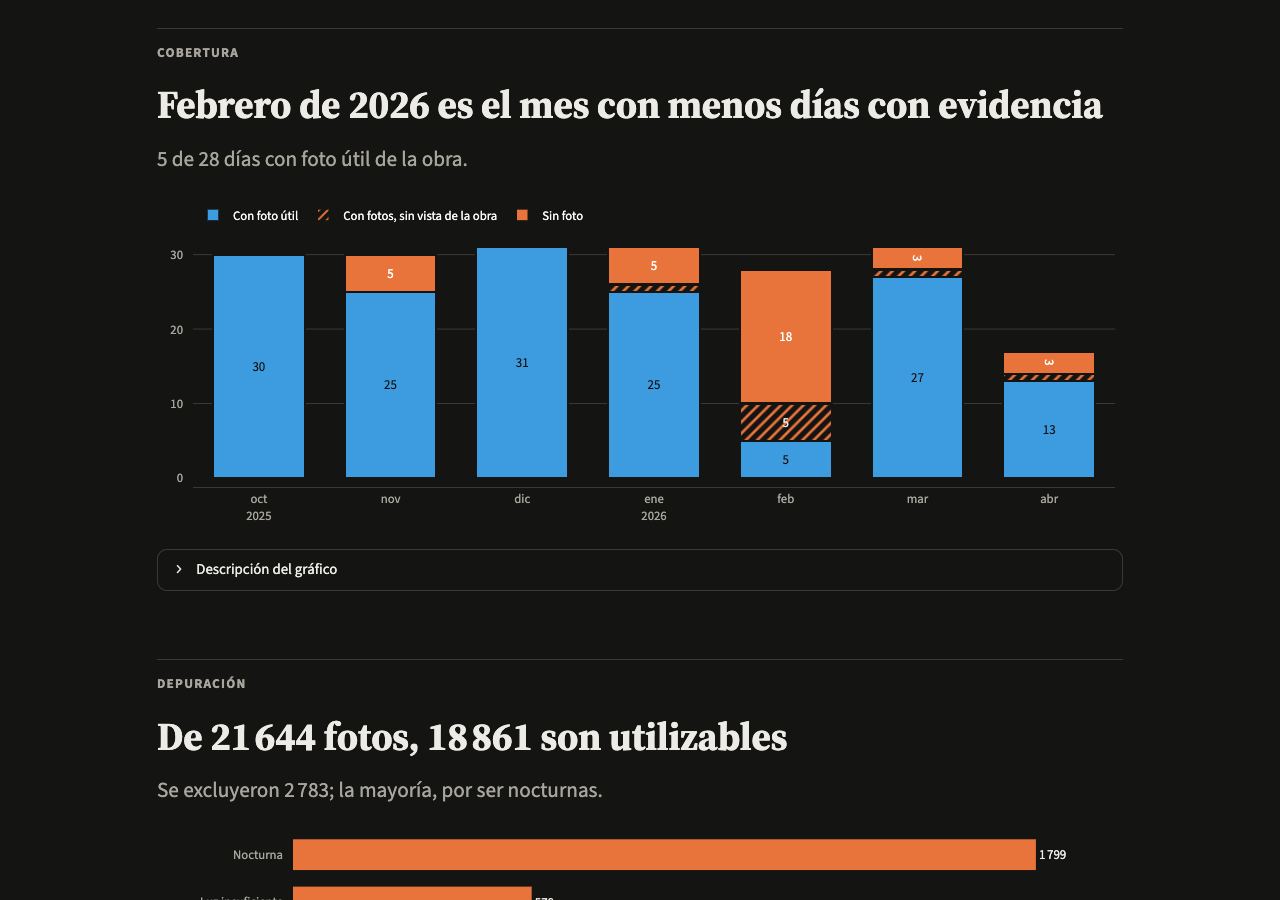 COBERTURA
Febrero de 2026 es el mes con menos días con evidencia
5 de 28 días con foto útil de la obra.
Con foto útil Con fotos, sin vista de la obra Sin foto
30
20
10
0
30
5
25
31
5
25
18
5
5
3
27
3
13
oct nov dic ene feb mar abr
2025 2026
Descripción del gráfico
DEPURACIÓN
De 21 644 fotos, 18 861 son utilizables
Se excluyeron 2 783; la mayoría, por ser nocturnas.
Nocturna 1 799